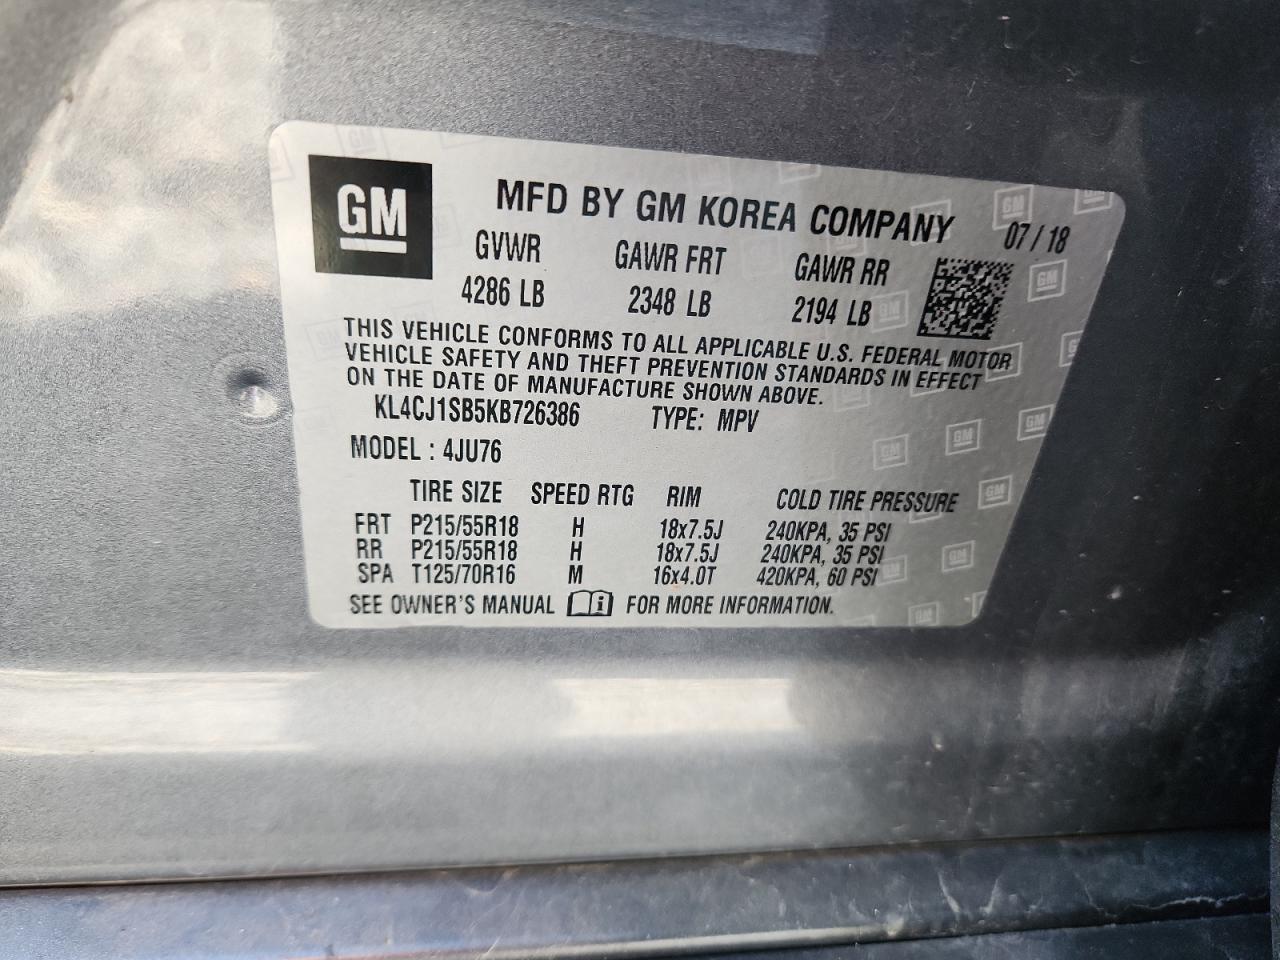 GM
MFD BY GM KOREA COMPANY 07/18
GVWR GAWR FRT GAWR RR
4286 LB 2348 LB 2194 LB
THIS VEHICLE CONFORMS TO ALL APPLICABLE U.S. FEDERAL MOTOR
VEHICLE SAFETY AND THEFT PREVENTION STANDARDS IN EFFECT
ON THE DATE OF MANUFACTURE SHOWN ABOVE.
KL4CJ1SB5KB726386 TYPE: MPV
MODEL : 4JU76
TIRE SIZE SPEED RTG RIM COLD TIRE PRESSURE
FRT P215/55R18 H 18x7.5J 240KPA, 35 PSI
RR P215/55R18 H 18x7.5J 240KPA, 35 PSI
SPA T125/70R16 M 16x4.0T 420KPA, 60 PSI
SEE OWNER'S MANUAL i FOR MORE INFORMATION.